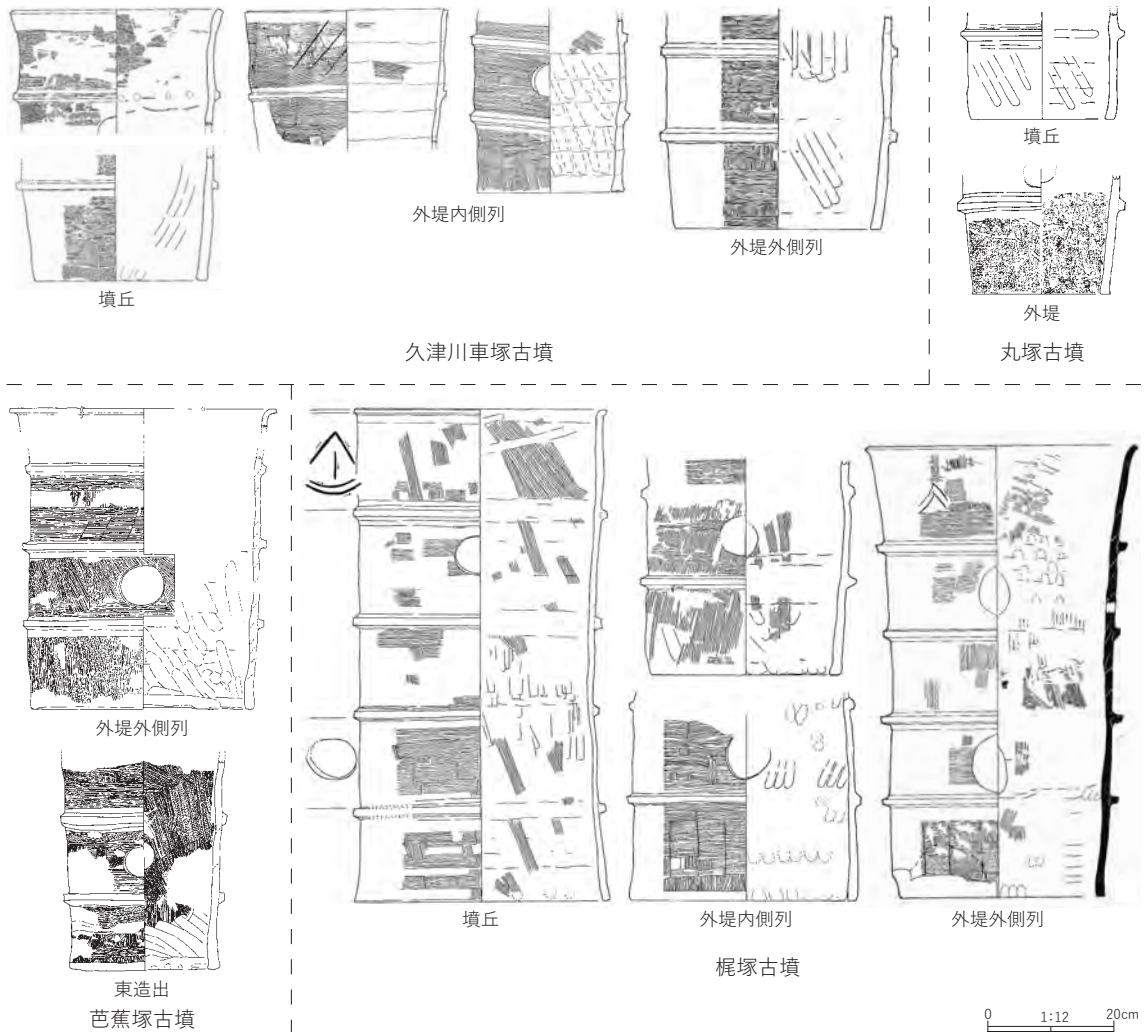 墳丘
外堤内側列
外堤外側列
墳丘
外堤
久津川車塚古墳
丸塚古墳
外堤外側列
東造出
芭蕉塚古墳
墳丘
外堤内側列
外堤外側列
梶塚古墳
0 1:12 20cm